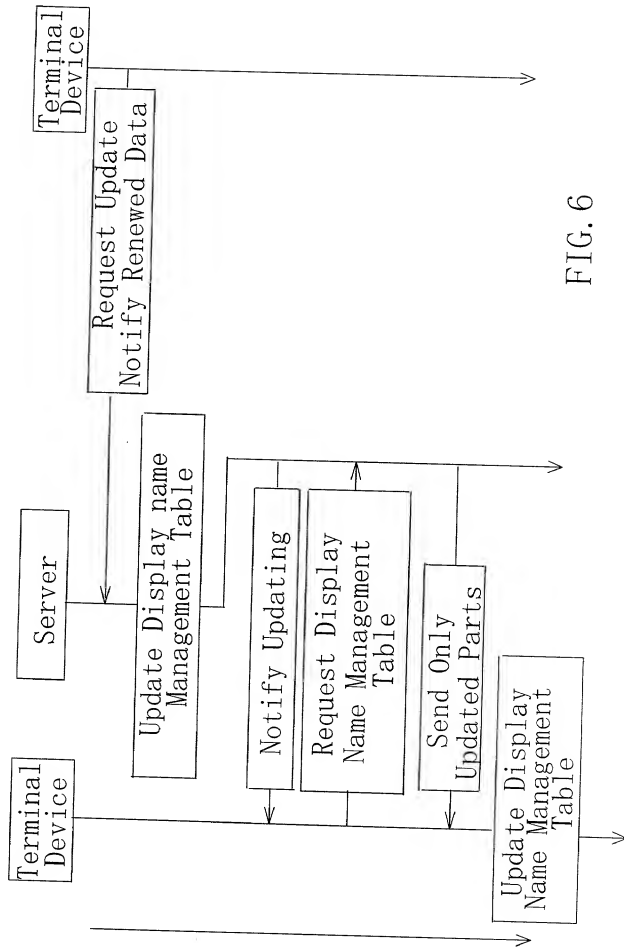 Terminal
Device
Server
Terminal
Device
Request Update
Notify Renewed Data
Update Display name
Management Table
Notify Updating
Request Display
Name Management
Table
Send Only
Updated Parts
Update Display
Name Management
Table
FIG. 6